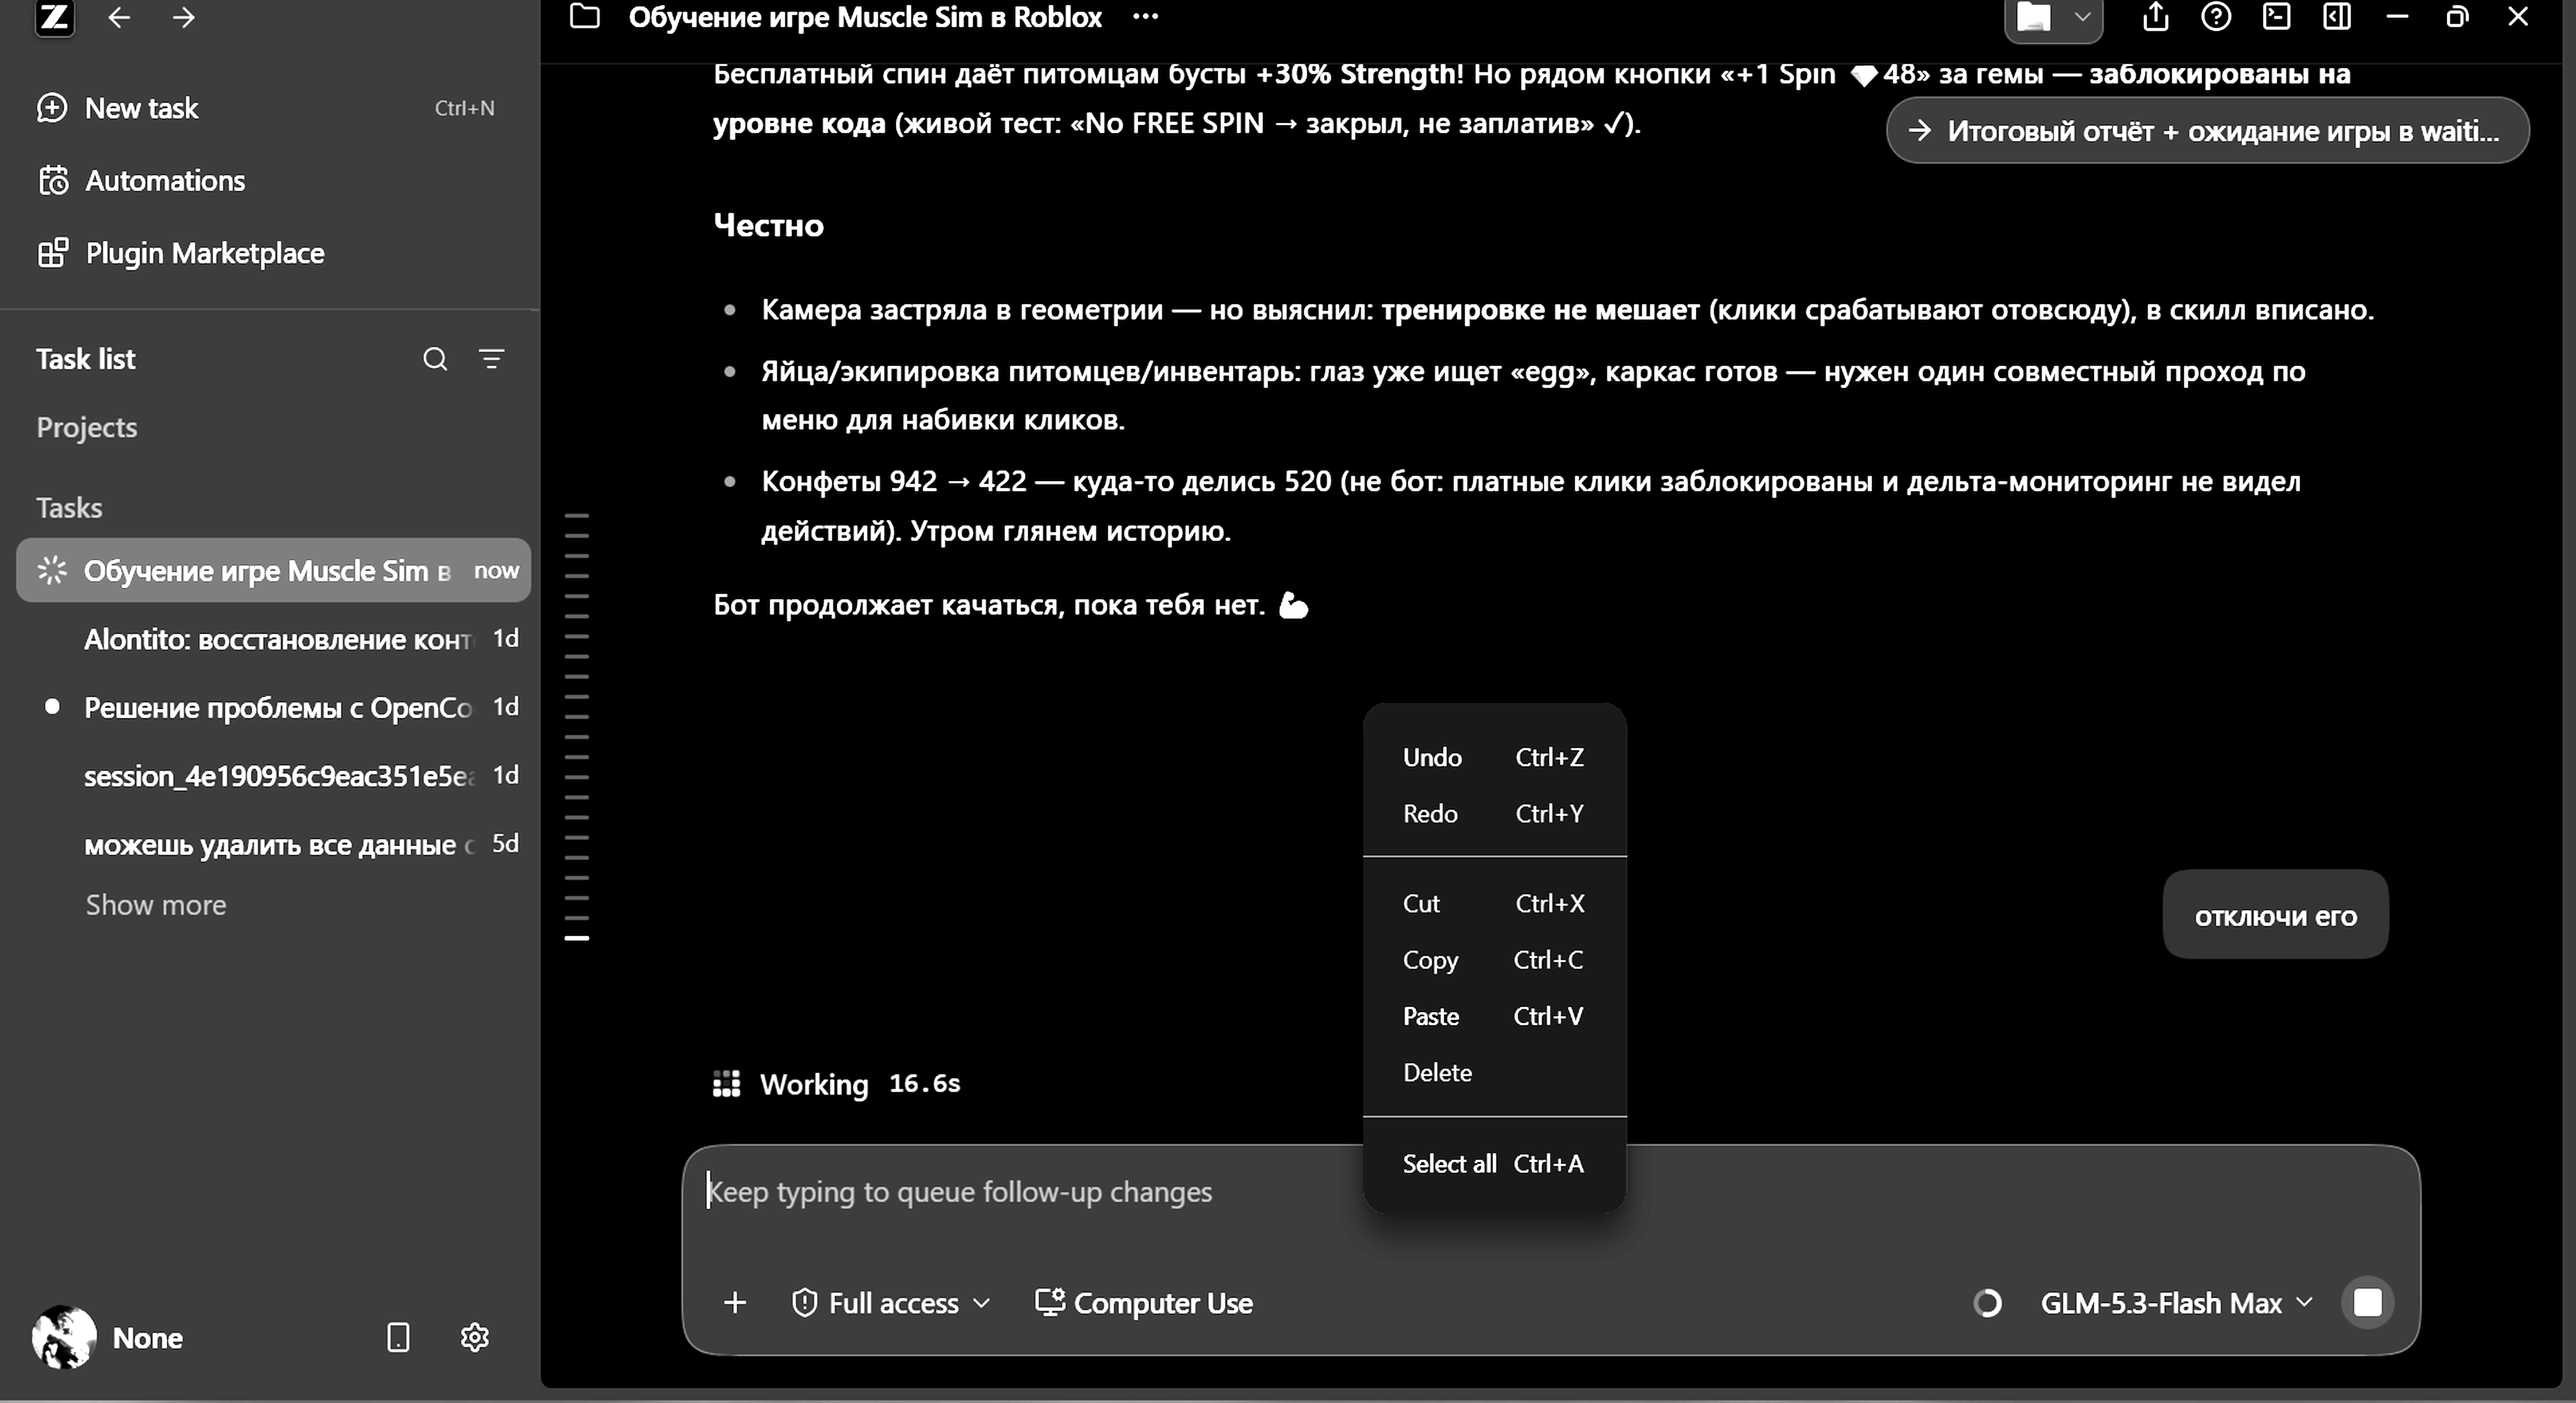 Z
Обучение игре Muscle Sim в Roblox ...
New task Ctrl+N
Automations
Plugin Marketplace
Task list
Projects
Tasks
Обучение игре Muscle Sim в now
Alontito: восстановление конт 1d
Решение проблемы с OpenCo 1d
session_4e190956c9eac351e5ea 1d
можешь удалить все данные с 5d
Show more
None
Бесплатный спин даёт питомцам бусты +30% Strength! Но рядом кнопки «+1 Spin 💎48» за гемы — заблокированы на
уровне кода (живой тест: «No FREE SPIN → закрыл, не заплатив» ✓).
→ Итоговый отчёт + ожидание игры в waiti...
Честно
• Камера застряла в геометрии — но выяснил: тренировке не мешает (клики срабатывают отовсюду), в скилл вписано.
• Яйца/экипировка питомцев/инвентарь: глаз уже ищет «egg», каркас готов — нужен один совместный проход по
меню для набивки кликов.
• Конфеты 942 → 422 — куда-то делись 520 (не бот: платные клики заблокированы и дельта-мониторинг не видел
действий). Утром глянем историю.
Бот продолжает качаться, пока тебя нет. 💪
Undo Ctrl+Z
Redo Ctrl+Y
Cut Ctrl+X
Copy Ctrl+C
Paste Ctrl+V
Delete
Select all Ctrl+A
отключи его
Working 16.6s
Keep typing to queue follow-up changes
+ Full access Computer Use GLM-5.3-Flash Max